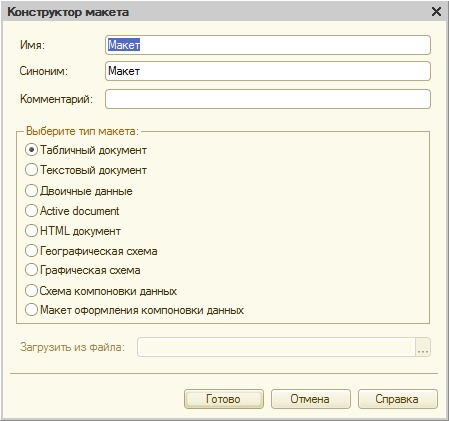 Конструктор макета
Имя: Макет
Синоним: Макет
Комментарий:
Выберите тип макета:
Табличный документ
Текстовый документ
Двоичные данные
Active document
HTML документ
Географическая схема
Графическая схема
Схема компоновки данных
Макет оформления компоновки данных
Загрузить из файла: ...
Готово Отмена Справка